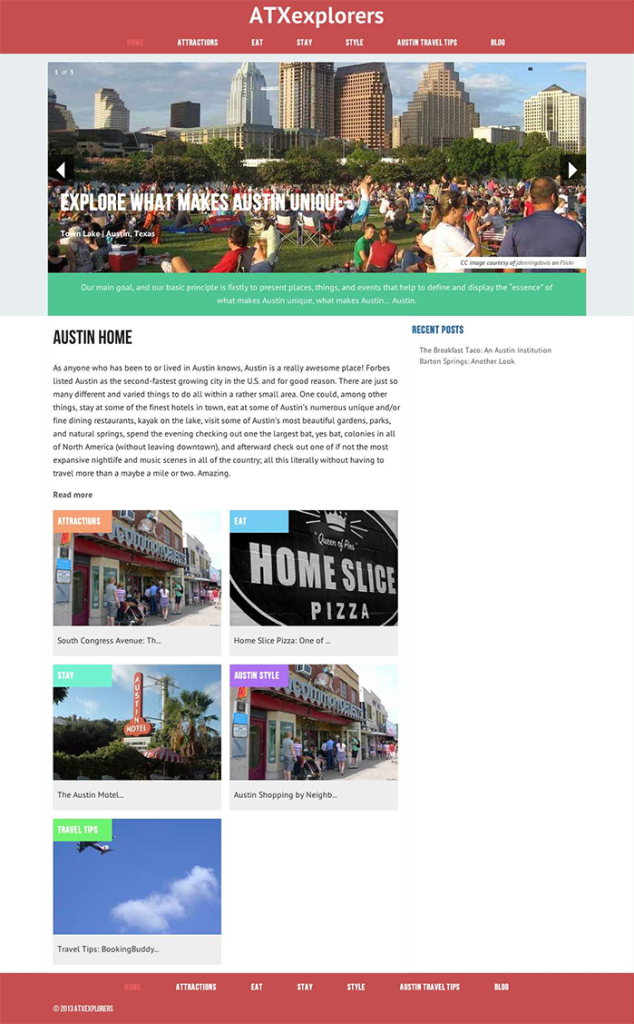 ATXexplorers
HOME ATTRACTIONS EAT STAY STYLE AUSTIN TRAVEL TIPS BLOG
1 of 5
EXPLORE WHAT MAKES AUSTIN UNIQUE
Town Lake | Austin, Texas
CC image courtesy of jdeeringdavis on Flickr
Our main goal, and our basic principle is firstly to present places, things, and events that help to define and display the "essence" of
what makes Austin unique, what makes Austin... Austin.
AUSTIN HOME
As anyone who has been to or lived in Austin knows, Austin is a really awesome place! Forbes
listed Austin as the second-fastest growing city in the U.S. and for good reason. There are just so
many different and varied things to do all within a rather small area. One could, among other
things, stay at some of the finest hotels in town, eat at some of Austin's numerous unique and/or
fine dining restaurants, kayak on the lake, visit some of Austin's most beautiful gardens, parks,
and natural springs, spend the evening checking out one the largest bat, yes bat, colonies in all
of North America (without leaving downtown), and afterward check out one of if not the most
expansive nightlife and music scenes in all of the country; all this literally without having to
travel more than a maybe a mile or two. Amazing.
Read more
RECENT POSTS
The Breakfast Taco: An Austin Institution
Barton Springs: Another Look
ATTRACTIONS
South Congress Avenue: Th...
EAT
"Queen of Pies"
HOME SLICE
PIZZA
Home Slice Pizza: One of ...
STAY
AUSTIN
MOTEL
The Austin Motel...
AUSTIN STYLE
Austin Shopping by Neighb...
TRAVEL TIPS
Travel Tips: BookingBuddy...
HOME ATTRACTIONS EAT STAY STYLE AUSTIN TRAVEL TIPS BLOG
© 2013 ATXEXPLORERS